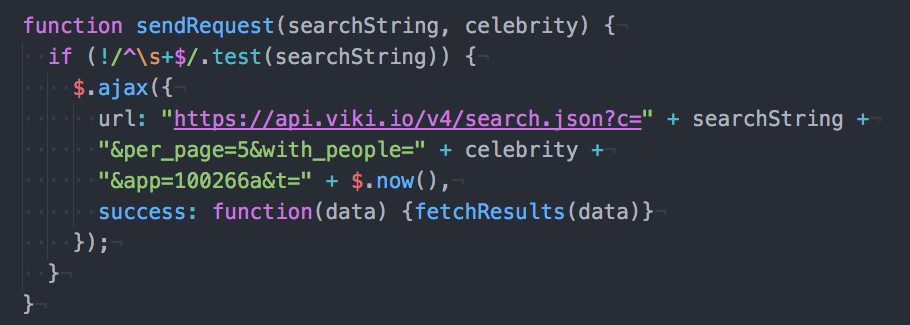 function sendRequest(searchString, celebrity) {¬
if (!/^\s+$/.test(searchString)) {¬
$.ajax({¬
url: "https://api.viki.io/v4/search.json?c=" + searchString +¬
"&per_page=5&with_people=" + celebrity +¬
"&app=100266a&t=" + $.now(),¬
success: function(data) {fetchResults(data)}¬
});¬
}¬
}¬